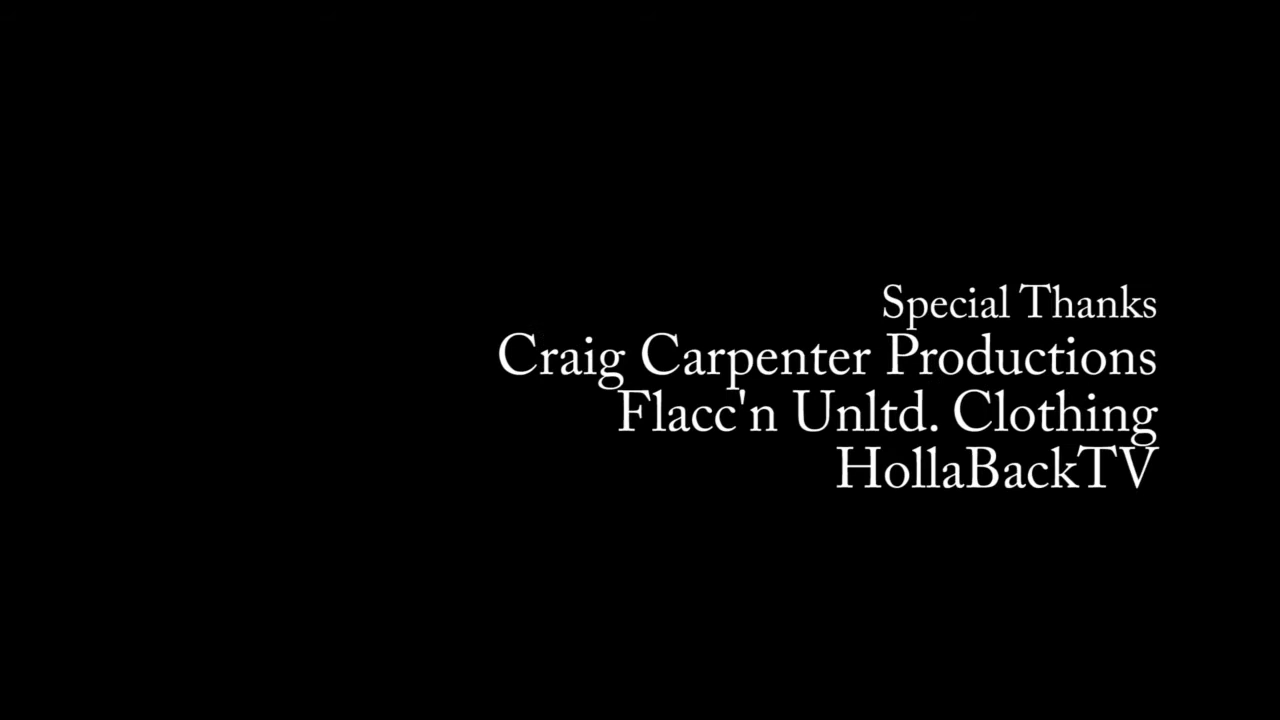 Special Thanks
Craig Carpenter Productions
Flacc'n Unltd. Clothing
HollaBackTV